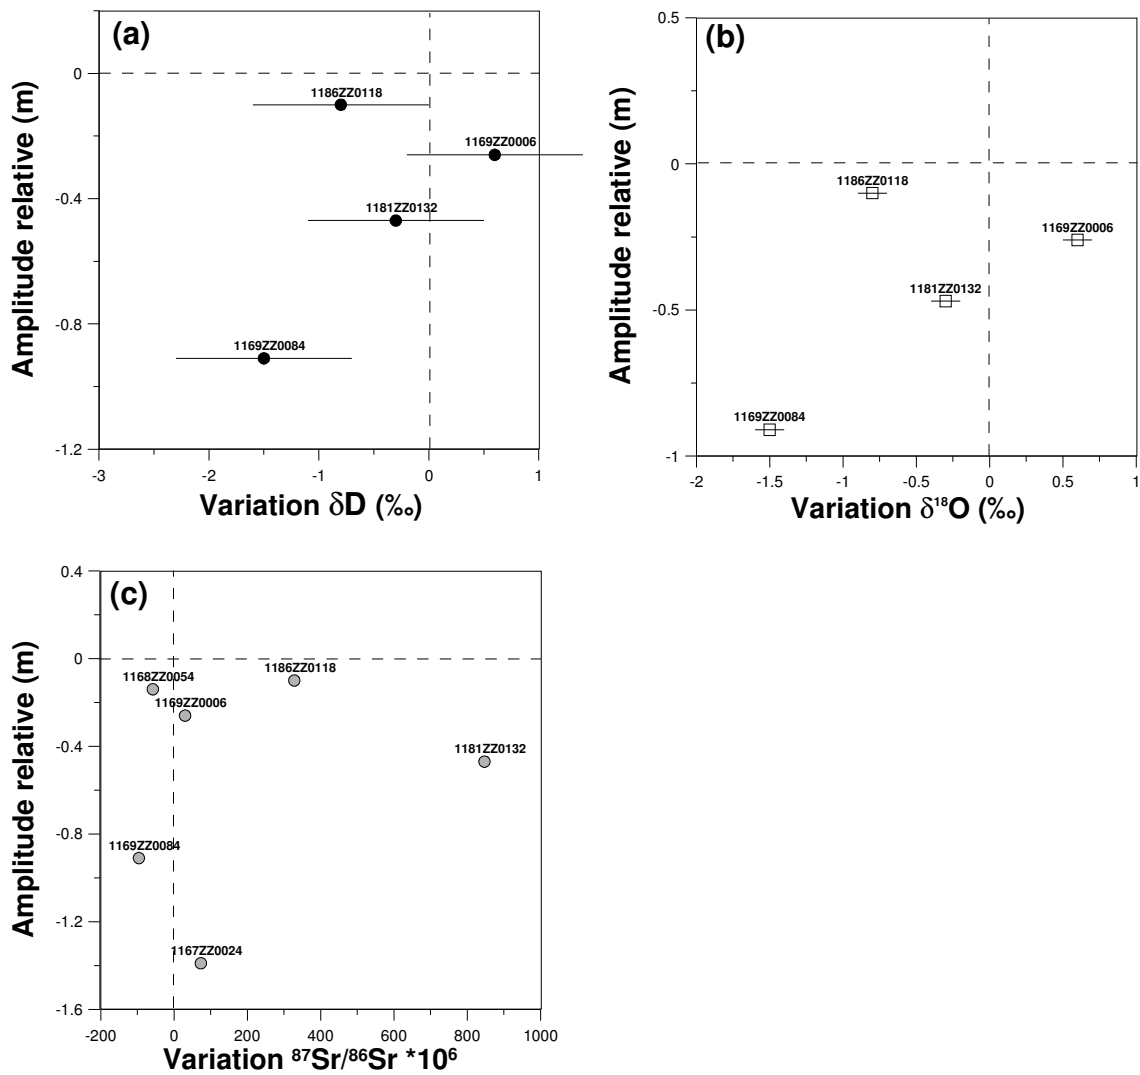 (a)
Amplitude relative (m)
0
-0.4
-0.8
-1.2
1186ZZ0118
1169ZZ0006
1181ZZ0132
1169ZZ0084
-3 -2 -1 0 1
Variation δD (‰)
(b)
Amplitude relative (m)
0.5
0
-0.5
-1
1186ZZ0118
1169ZZ0006
1181ZZ0132
1169ZZ0084
-2 -1.5 -1 -0.5 0 0.5 1
Variation δ¹⁸O (‰)
(c)
Amplitude relative (m)
0.4
0
-0.4
-0.8
-1.2
-1.6
1186ZZ0118
1168ZZ0054
1169ZZ0006
1181ZZ0132
1169ZZ0084
1167ZZ0024
-200 0 200 400 600 800 1000
Variation ⁸⁷Sr/⁸⁶Sr *10⁶